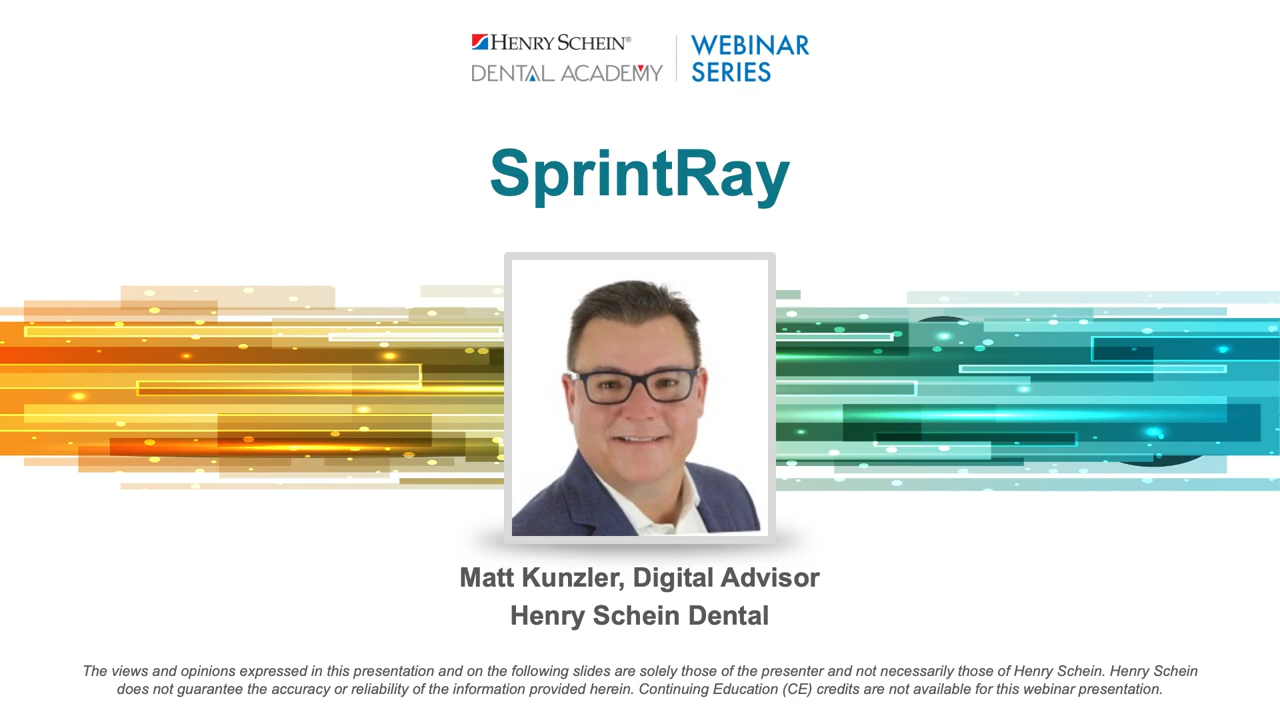 HENRY SCHEIN®
DENTAL ACADEMY
WEBINAR
SERIES
SprintRay
Matt Kunzler, Digital Advisor
Henry Schein Dental
The views and opinions expressed in this presentation and on the following slides are solely those of the presenter and not necessarily those of Henry Schein. Henry Schein
does not guarantee the accuracy or reliability of the information provided herein. Continuing Education (CE) credits are not available for this webinar presentation.